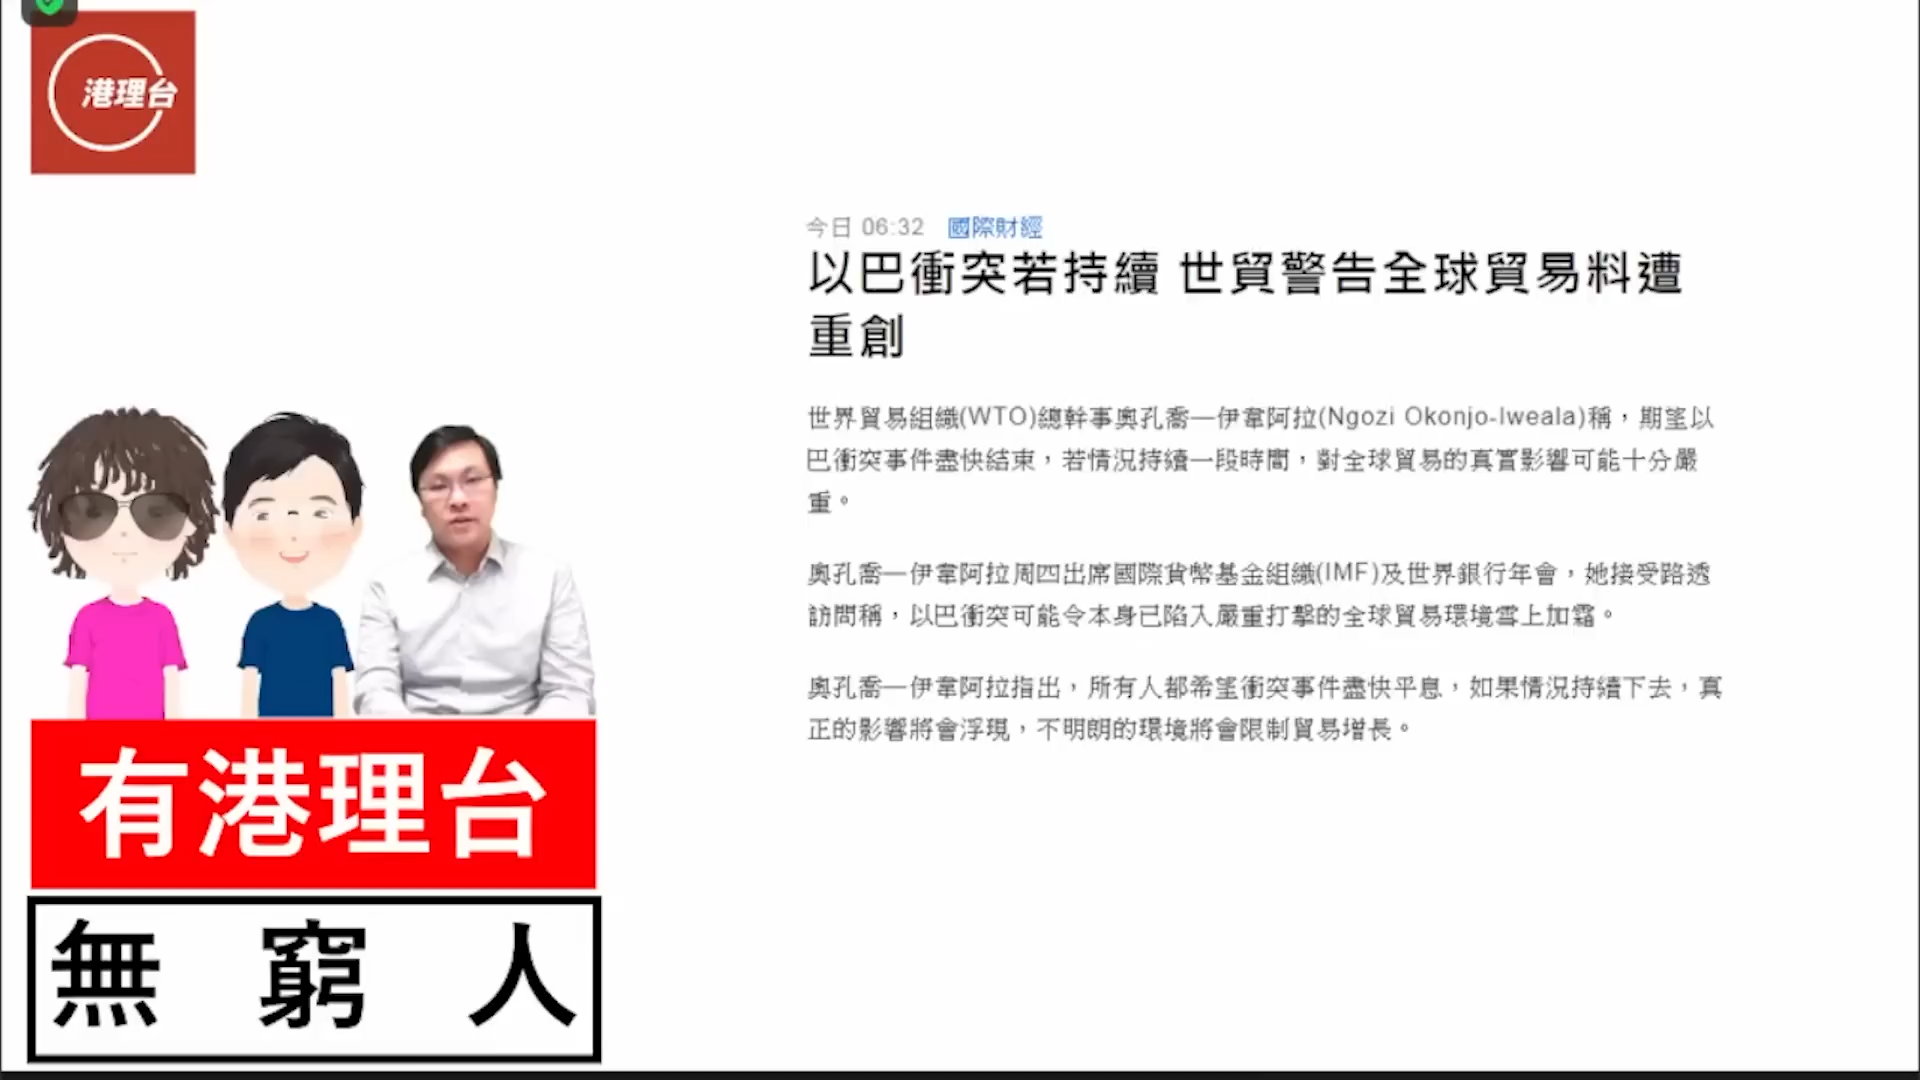 港理台
今日 06:32 國際財經
以巴衝突若持續 世貿警告全球貿易料遭
重創
世界貿易組織(WTO)總幹事奧孔喬—伊韋阿拉(Ngozi Okonjo-Iweala)稱，期望以
巴衝突事件盡快結束，若情況持續一段時間，對全球貿易的真實影響可能十分嚴
重。
奧孔喬—伊韋阿拉周四出席國際貨幣基金組織(IMF)及世界銀行年會，她接受路透
訪問稱，以巴衝突可能令本身已陷入嚴重打擊的全球貿易環境雪上加霜。
奧孔喬—伊韋阿拉指出，所有人都希望衝突事件盡快平息，如果情況持續下去，真
正的影響將會浮現，不明朗的環境將會限制貿易增長。
有港理台
無窮人